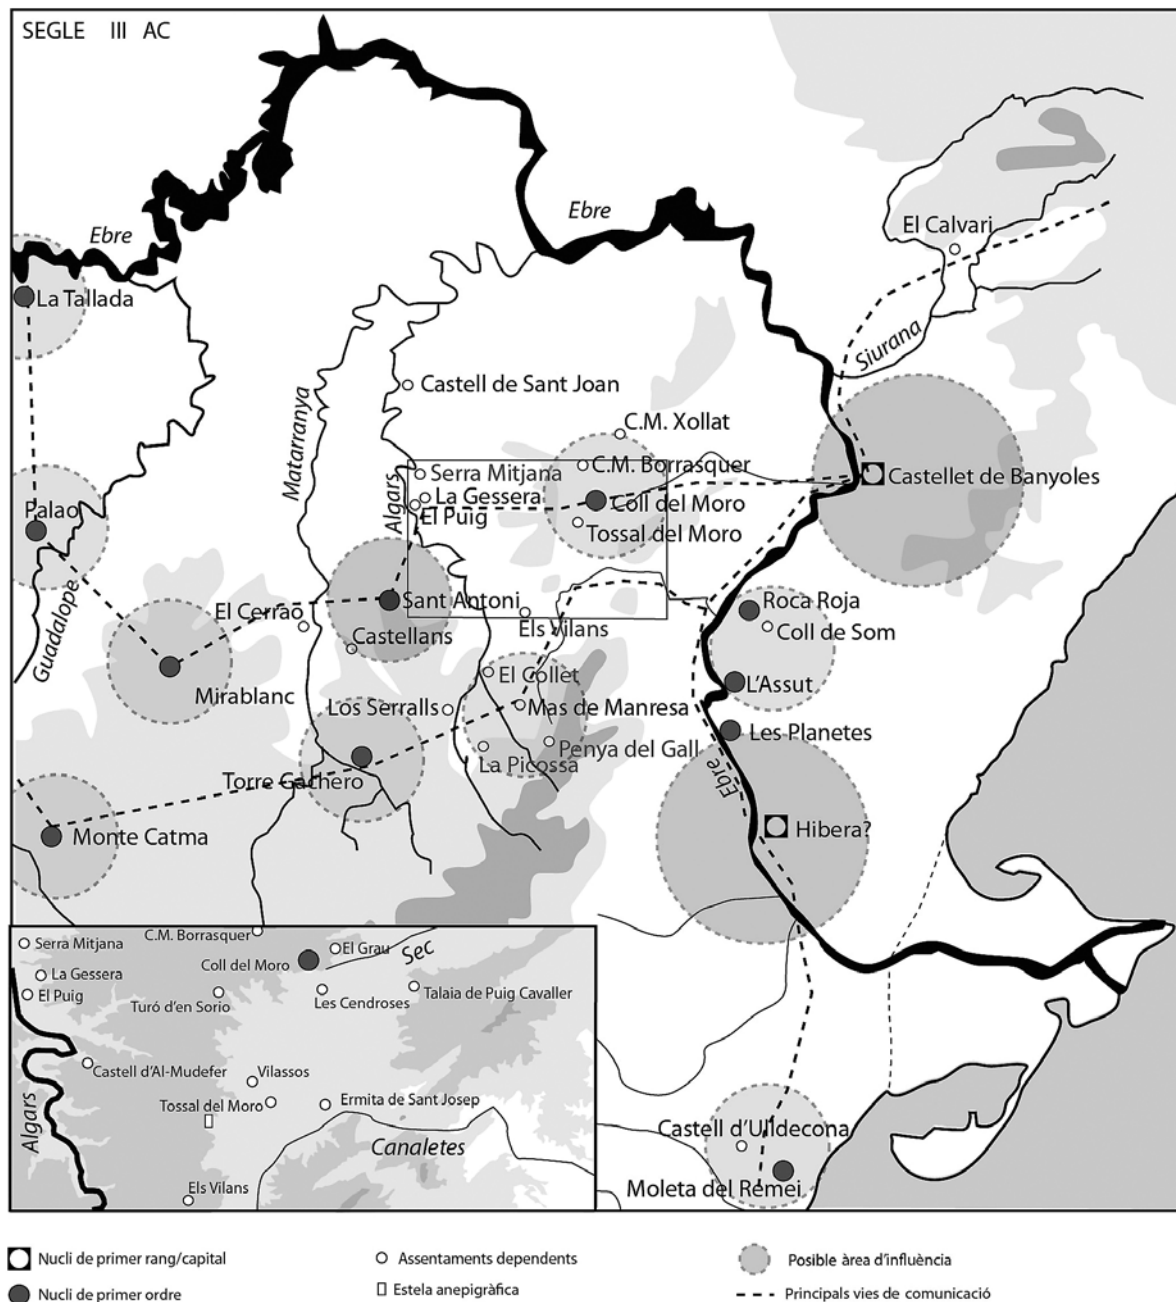 SEGLE III AC
Ebre
Ebre
El Calvari
La Tallada
Siurana
Castell de Sant Joan
Matarranya
C.M. Xollat
C.M. Borrasquer
Serra Mitjana
Castellet de Banyoles
La Gessera
Algars
Coll del Moro
El Puig
Palao
Tossal del Moro
Guadalope
Sant Antoni
Roca Roja
El Cerrao
Els Vilans
Coll de Som
Castellans
El Collet
L'Assut
Mirablanc
Los Serralls
Mas de Manresa
Les Planetes
Penya del Gall
La Picossa
Ebre
Torre Gachero
Monte Catma
Hibera?
C.M. Borrasquer
Serra Mitjana
El Grau
Sec
Coll del Moro
La Gessera
El Puig
Turó d'en Sorio
Les Cendroses
Talaia de Puig Cavaller
Castell d'Al-Mudefer
Vilassos
Tossal del Moro
Ermita de Sant Josep
Algars
Canaletes
Els Vilans
Castell d'Ulldecona
Moleta del Remei
Nucli de primer rang/capital
Assentaments dependents
Posible àrea d'influència
Nucli de primer ordre
Estela anepigràfica
Principals vies de comunicació